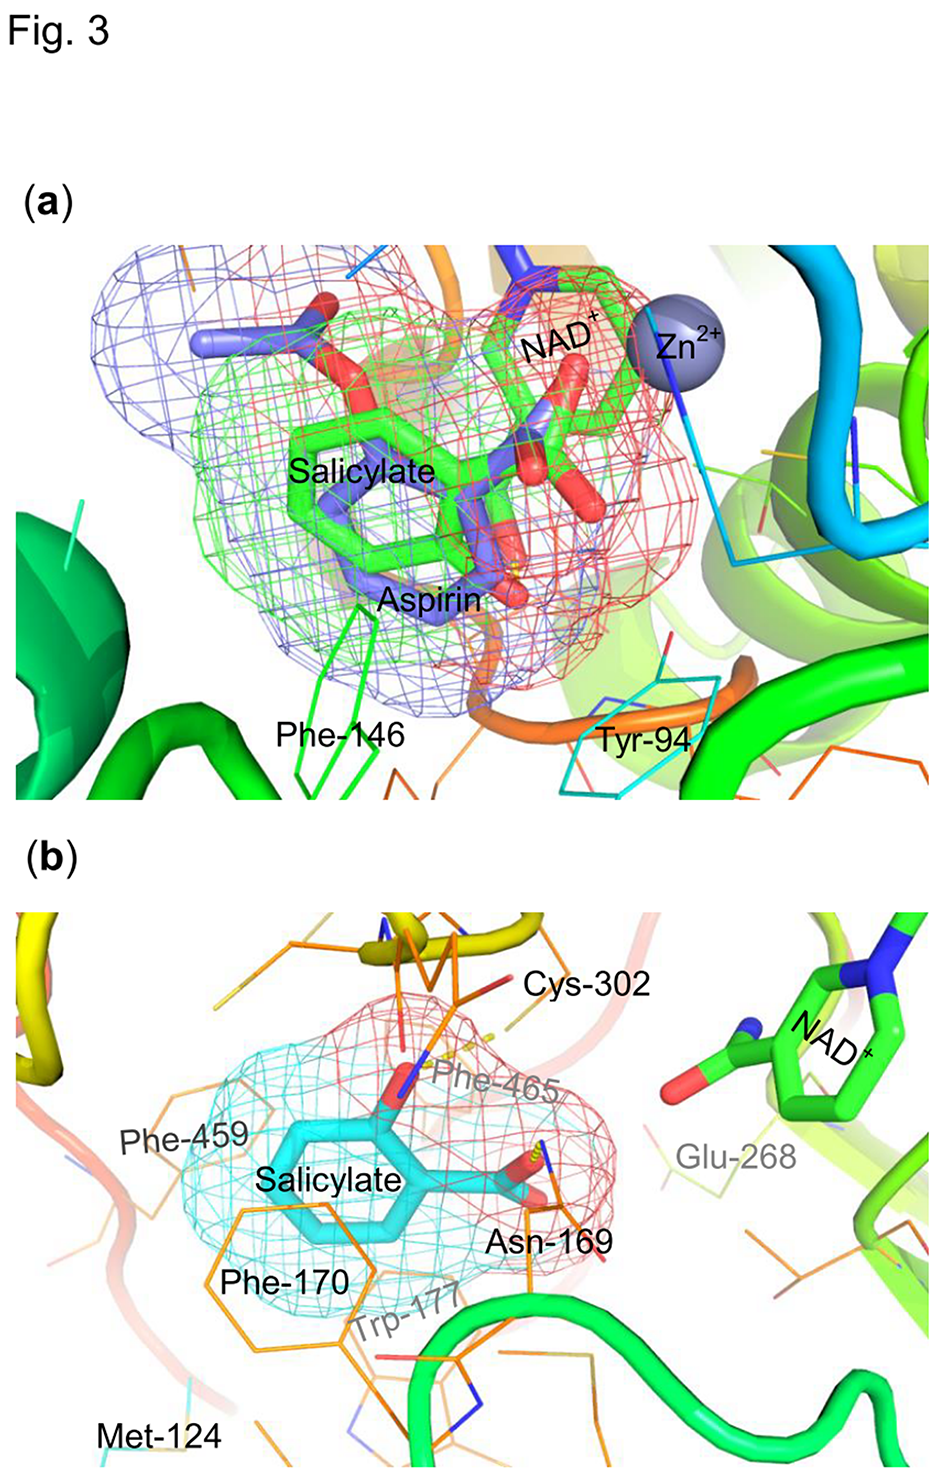 Fig. 3
(a)
NAD+
Zn2+
Salicylate
Aspirin
Phe-146
Tyr-94
(b)
Cys-302
NAD+
Phe-465
Phe-459
Glu-268
Salicylate
Asn-169
Phe-170
Trp-177
Met-124